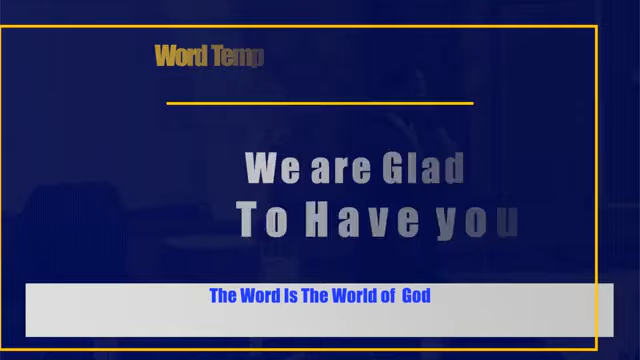 Word Temp
We are Glad
To Have you
The Word Is The World of God